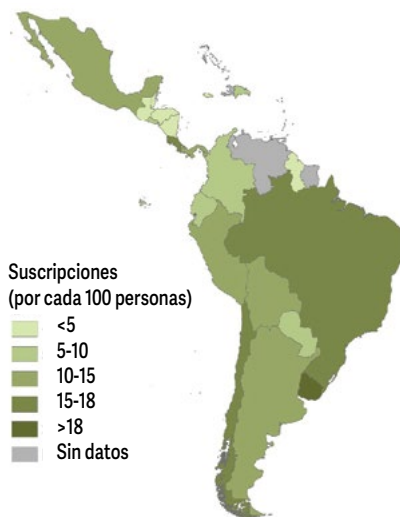 Suscripciones
(por cada 100 personas)
<5
5-10
10-15
15-18
>18
Sin datos